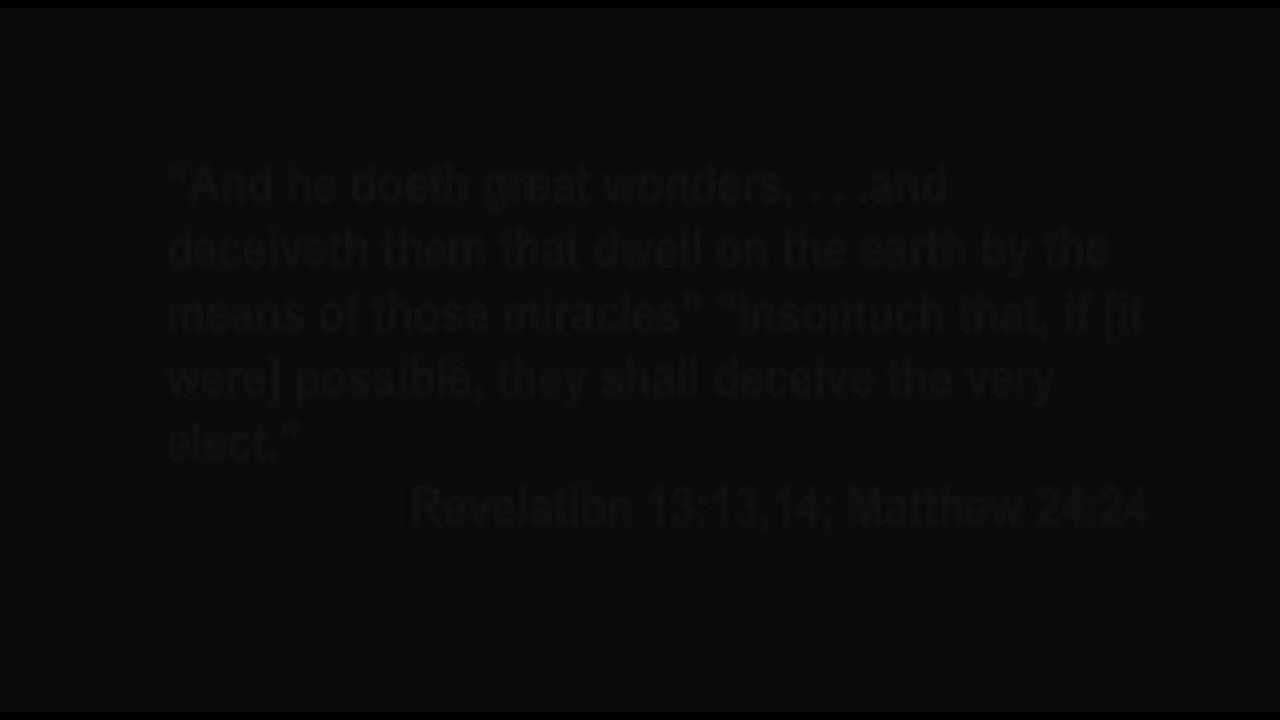 “And he doeth great wonders, . . .and
deceiveth them that dwell on the earth by the
means of those miracles” “Insomuch that, if [it
were] possible, they shall deceive the very
elect.”
Revelation 13:13,14; Matthew 24:24